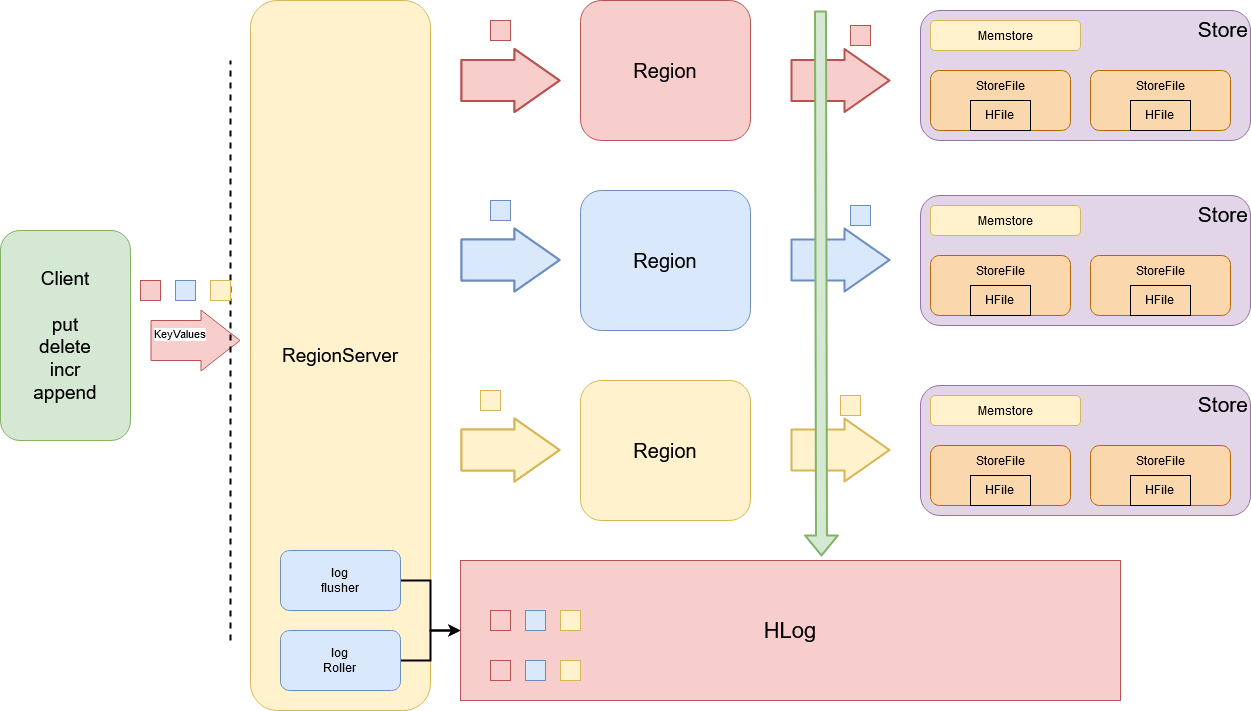 Client
put
delete
incr
append
KeyValues
RegionServer
log
flusher
log
Roller
Region
Region
Region
Store
Memstore
StoreFile
HFile
StoreFile
HFile
Store
Memstore
StoreFile
HFile
StoreFile
HFile
Store
Memstore
StoreFile
HFile
StoreFile
HFile
HLog